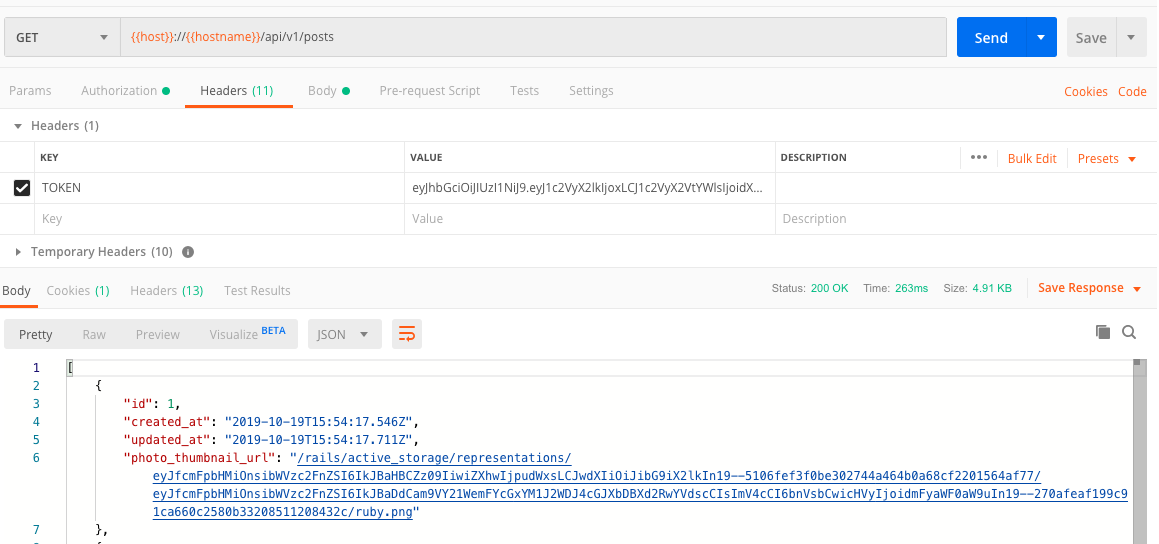 GET {{host}}://{{hostname}}/api/v1/posts Send Save
Params Authorization Headers (11) Body Pre-request Script Tests Settings Cookies Code
Headers (1)
KEY VALUE DESCRIPTION ••• Bulk Edit Presets
TOKEN eyJhbGciOiJIUzI1NiJ9.eyJ1c2VyX2lkIjoxLCJ1c2VyX2VtYWlsIjoidX...
Key Value Description
Temporary Headers (10) i
Body Cookies (1) Headers (13) Test Results Status: 200 OK Time: 263ms Size: 4.91 KB Save Response
Pretty Raw Preview Visualize BETA JSON
1 [
2 {
3 "id": 1,
4 "created_at": "2019-10-19T15:54:17.546Z",
5 "updated_at": "2019-10-19T15:54:17.711Z",
6 "photo_thumbnail_url": "/rails/active_storage/representations/
eyJfcmFpbHMiOnsibWVzc2FnZSI6IkJBaHBCZz09IiwiZXhwIjpudWxsLCJwdXIiOiJibG9iX2lkIn19--5106fef3f0be302744a464b0a68cf2201564af77/
eyJfcmFpbHMiOnsibWVzc2FnZSI6IkJBaDdCam9VY21WemFYcGxYM1J2WDJ4cGJXbDBXd2RwYVdscCIsImV4cCI6bnVsbCwicHVyIjoidmFyaWF0aW9uIn19--270afeaf199c9
1ca660c2580b33208511208432c/ruby.png"
7 },